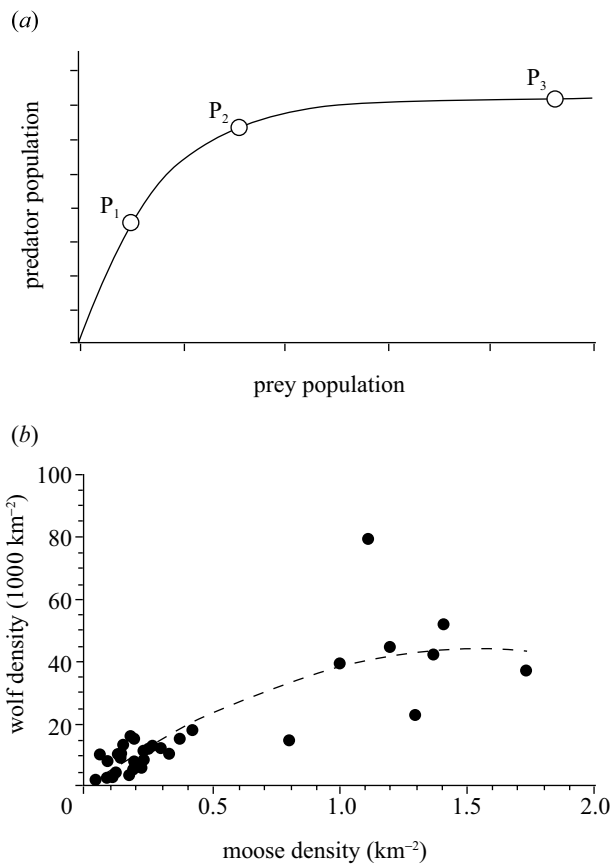 (a)
predator population
P1
P2
P3
prey population
(b)
wolf density (1000 km–2)
100
80
60
40
20
0
0.5
1.0
1.5
2.0
moose density (km–2)